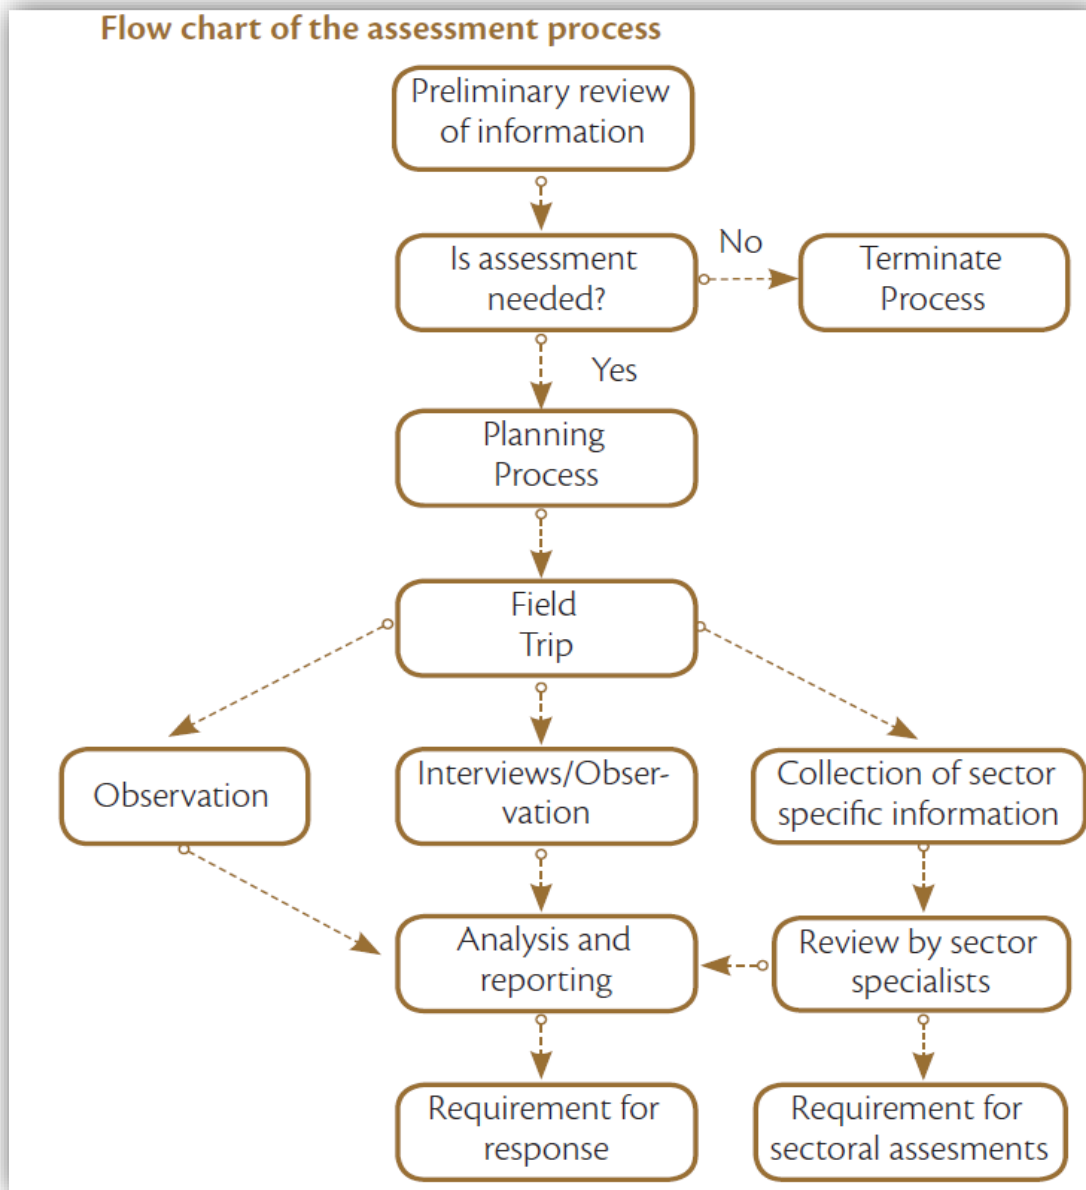 Flow chart of the assessment process
Preliminary review
of information
Is assessment
needed?
No
Terminate
Process
Yes
Planning
Process
Field
Trip
Observation
Interviews/Obser-
vation
Collection of sector
specific information
Analysis and
reporting
Review by sector
specialists
Requirement for
response
Requirement for
sectoral assesments